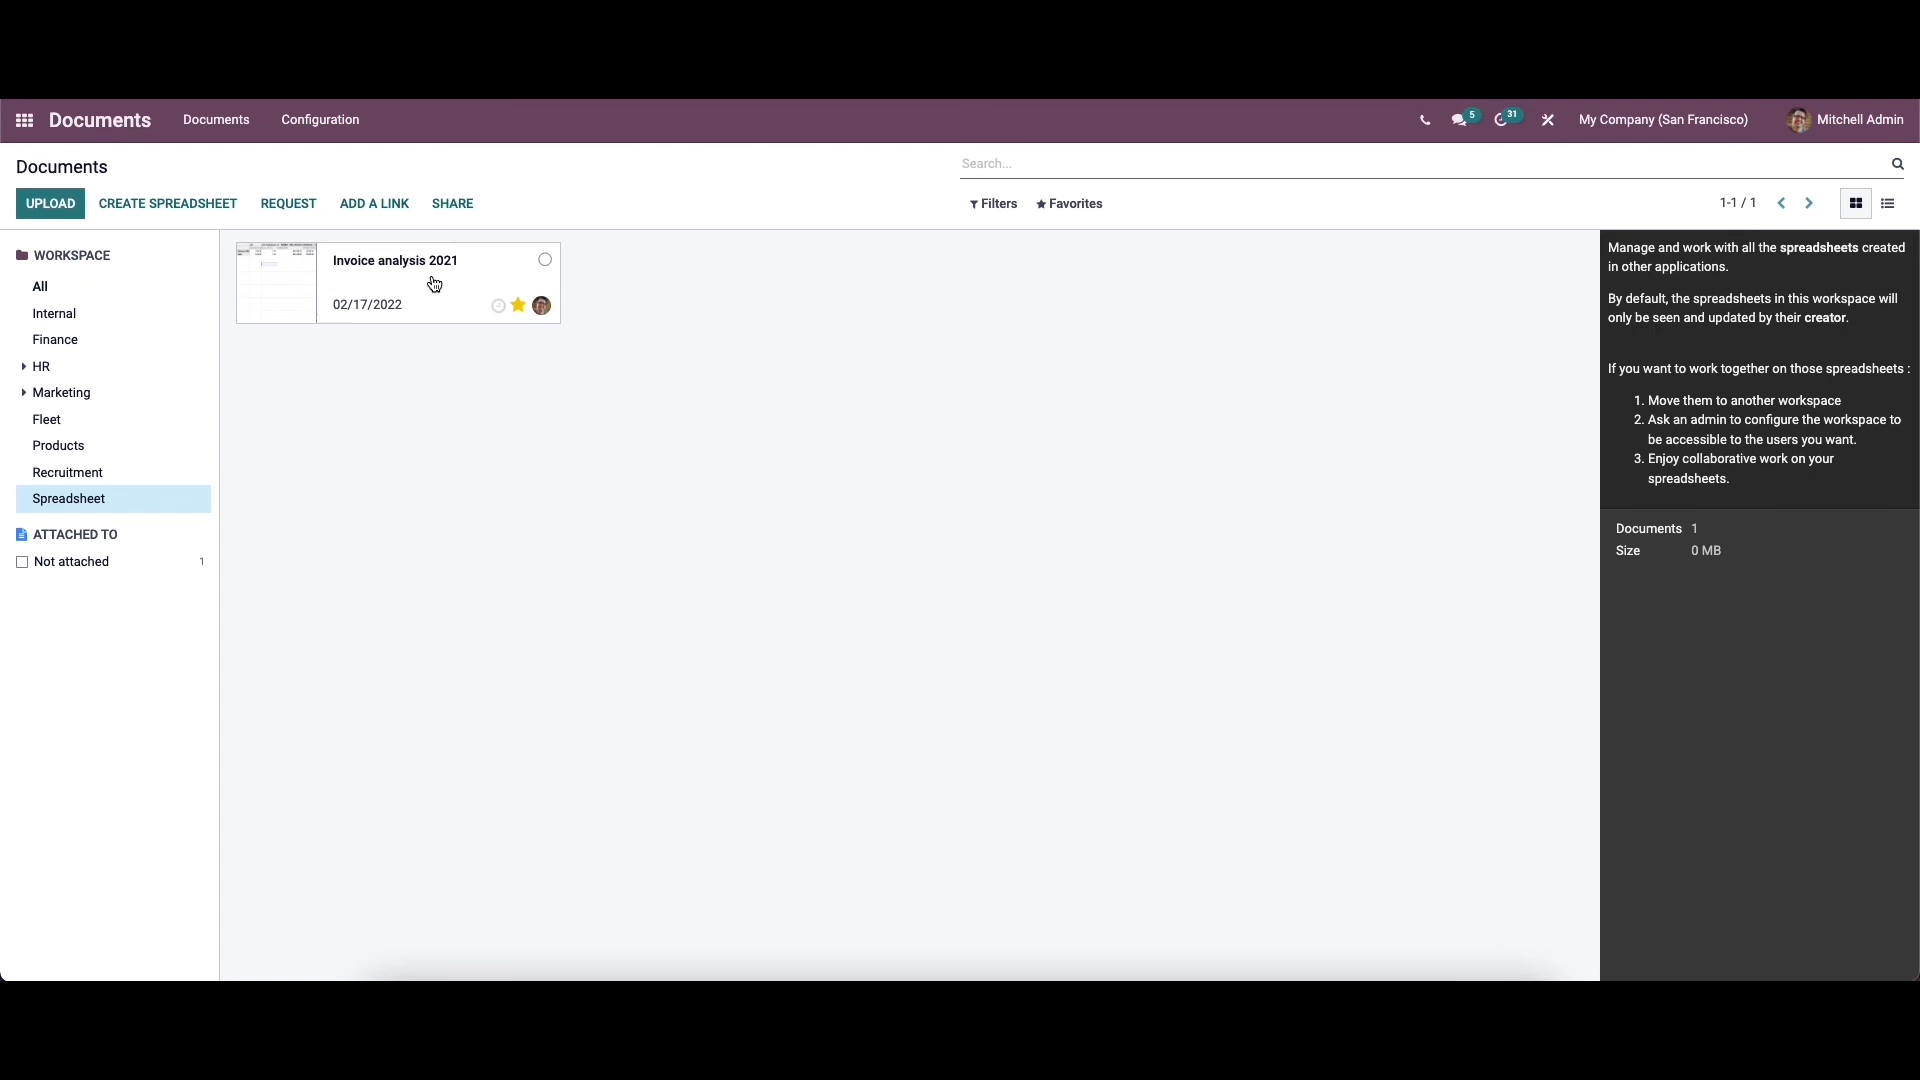 Documents Documents Configuration 5 31 My Company (San Francisco) Mitchell Admin
Documents
Search...
UPLOAD CREATE SPREADSHEET REQUEST ADD A LINK SHARE
Filters Favorites 1-1 / 1
WORKSPACE
All
Internal
Finance
HR
Marketing
Fleet
Products
Recruitment
Spreadsheet
ATTACHED TO
Not attached 1
Invoice analysis 2021
02/17/2022
Manage and work with all the spreadsheets created
in other applications.
By default, the spreadsheets in this workspace will
only be seen and updated by their creator.
If you want to work together on those spreadsheets :
1. Move them to another workspace
2. Ask an admin to configure the workspace to
be accessible to the users you want.
3. Enjoy collaborative work on your
spreadsheets.
Documents 1
Size 0 MB